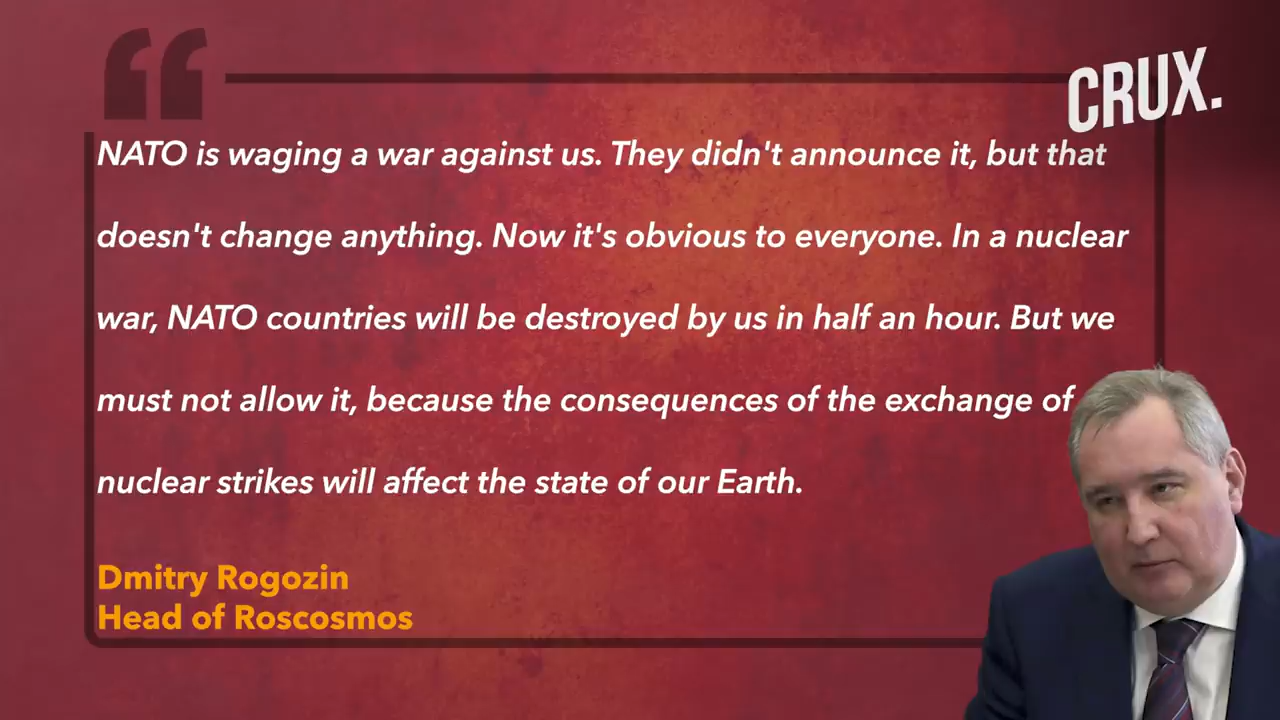 CRUX.
NATO is waging a war against us. They didn't announce it, but that
doesn't change anything. Now it's obvious to everyone. In a nuclear
war, NATO countries will be destroyed by us in half an hour. But we
must not allow it, because the consequences of the exchange of
nuclear strikes will affect the state of our Earth.
Dmitry Rogozin
Head of Roscosmos